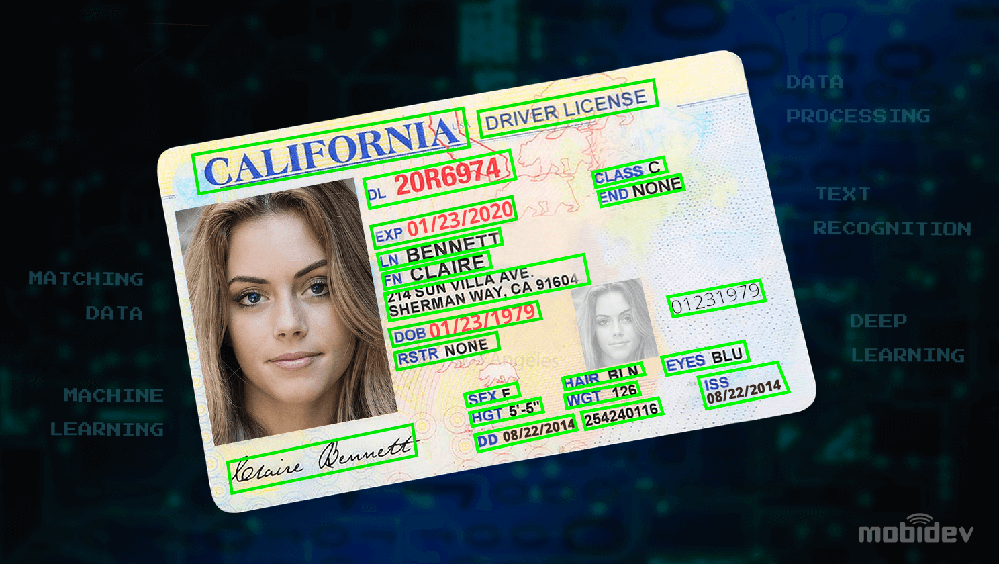 CALIFORNIA USA DRIVER LICENSE
DL 20R6974
CLASS C
EXP 01/23/2020
END NONE
LN BENNETT
FN CLAIRE
214 SUN VILLA AVE.
SHERMAN WAY, CA 91604
DOB 01/23/1979
01231979
RSTR NONE
Angeles
SEX F
HAIR BLN
EYES BLU
HGT 5'-5"
WGT 126
ISS
08/22/2014
DD 08/22/2014
254240116
Claire Bennett
MATCHING
DATA
MACHINE
LEARNING
DATA
PROCESSING
TEXT
RECOGNITION
DEEP
LEARNING
mobidev